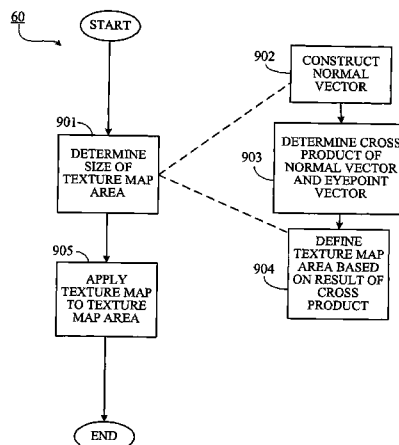 60
START
901
DETERMINE
SIZE OF
TEXTURE MAP
AREA
905
APPLY
TEXTURE MAP
TO TEXTURE
MAP AREA
END
902
CONSTRUCT
NORMAL
VECTOR
903
DETERMINE CROSS
PRODUCT OF
NORMAL VECTOR
AND EYEPOINT
VECTOR
904
DEFINE
TEXTURE MAP
AREA BASED
ON RESULT OF
CROSS
PRODUCT